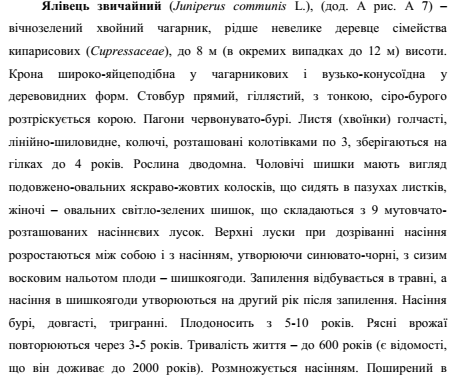 Ялівець звичайний (Juniperus communis L.), (дод. А рис. А 7) –
вічнозелений хвойний чагарник, рідше невелике деревце сімейства
кипарисових (Cupressaceae), до 8 м (в окремих випадках до 12 м) висоти.
Крона широко-яйцеподібна у чагарникових і вузько-конусоїдна у
деревовидних форм. Стовбур прямий, гіллястий, з тонкою, сіро-бурого
розтріскується корою. Пагони червонувато-бурі. Листя (хвоїнки) голчасті,
лінійно-шиловидне, колючі, розташовані колотівками по 3, зберігаються на
гілках до 4 років. Рослина дводомна. Чоловічі шишки мають вигляд
подовжено-овальних яскраво-жовтих колосків, що сидять в пазухах листків,
жіночі – овальних світло-зелених шишок, що складаються з 9 мутовчато-
розташованих насіннєвих лусок. Верхні луски при дозріванні насіння
розростаються між собою і з насінням, утворюючи синювато-чорні, з сизим
восковим нальотом плоди – шишкоягоди. Запилення відбувається в травні, а
насіння в шишкоягоди утворюються на другий рік після запилення. Насіння
бурі, довгасті, тригранні. Плодоносить з 5-10 років. Рясні врожаї
повторюються через 3-5 років. Тривалість життя – до 600 років (є відомості,
що він доживає до 2000 років). Розмножується насінням. Поширений в